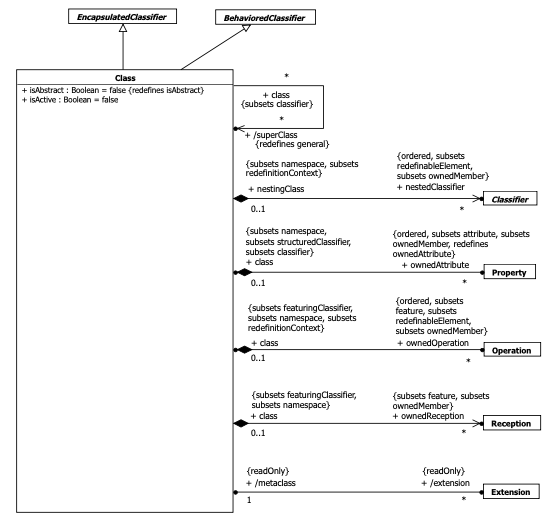 EncapsulatedClassifier
BehavioredClassifier
Class
+ isAbstract : Boolean = false {redefines isAbstract}
+ isActive : Boolean = false
*
+ class
{subsets classifier}
*
+ /superClass
{redefines general}
{subsets namespace, subsets
redefinitionContext}
+ nestingClass
0..1
{ordered, subsets
redefinableElement,
subsets ownedMember}
+ nestedClassifier
*
Classifier
{subsets namespace,
subsets structuredClassifier,
subsets classifier}
+ class
0..1
{ordered, subsets attribute, subsets
ownedMember, redefines
ownedAttribute}
+ ownedAttribute
*
Property
{subsets featuringClassifier,
subsets namespace, subsets
redefinitionContext}
+ class
0..1
{ordered, subsets
feature, subsets
redefinableElement,
subsets ownedMember}
+ ownedOperation
*
Operation
{subsets featuringClassifier,
subsets namespace}
+ class
0..1
{subsets feature, subsets
ownedMember}
+ ownedReception
*
Reception
{readOnly}
+ /metaclass
1
{readOnly}
+ /extension
*
Extension